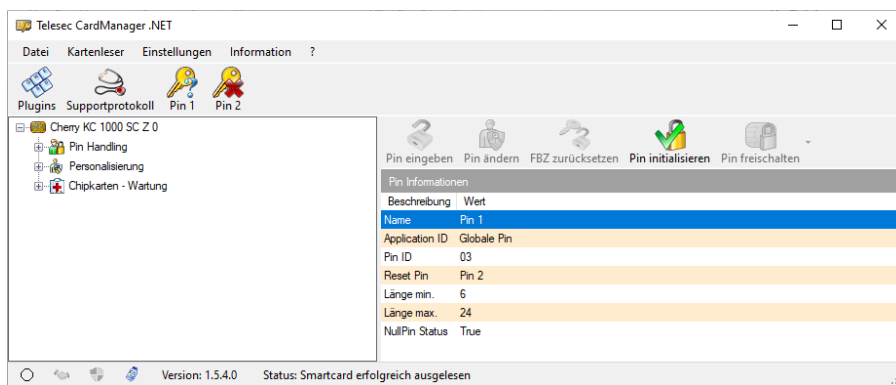 Telesec CardManager .NET
Datei Kartenleser Einstellungen Information ?
Plugins Supportprotokoll Pin 1 Pin 2
Cherry KC 1000 SC Z 0
Pin Handling
Personalisierung
Chipkarten - Wartung
Pin eingeben Pin ändern FBZ zurücksetzen Pin initialisieren Pin freischalten
Pin Informationen
Beschreibung Wert
Name Pin 1
Application ID Globale Pin
Pin ID 03
Reset Pin Pin 2
Länge min. 6
Länge max. 24
NullPin Status True
Version: 1.5.4.0 Status: Smartcard erfolgreich ausgelesen